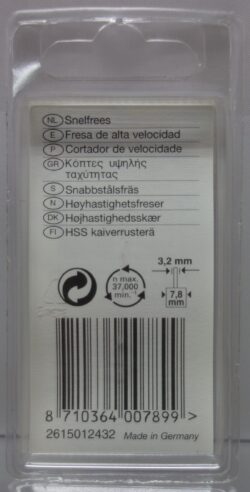 NL Snelfrees
E Fresa de alta velocidad
P Cortador de velocidade
GR Κόπτες υψηλής
ταχύτητας
S Snabbstålsfräs
N Høyhastighetsfreser
DK Højhastighedsskær
FI HSS kaiverrusterä
3,2 mm
n max.
37.000
min.⁻¹
7,8
mm
8 710364 007899 >
2615012432 Made in Germany